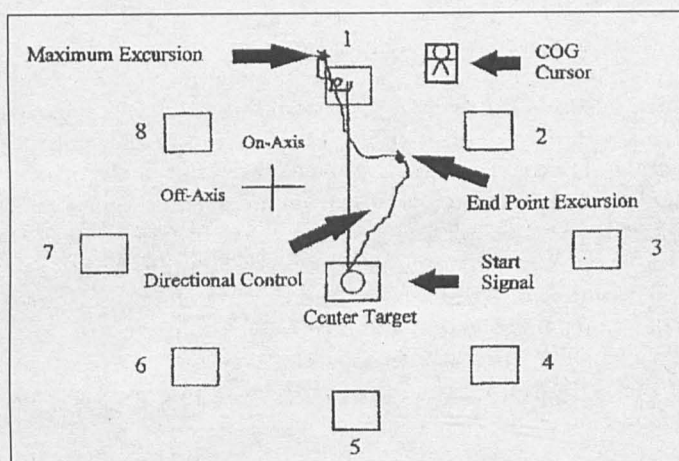 1
Maximum Excursion
COG
Cursor
8
On-Axis
2
Off-Axis
End Point Excursion
7
3
Directional Control
Start
Signal
Center Target
6
4
5